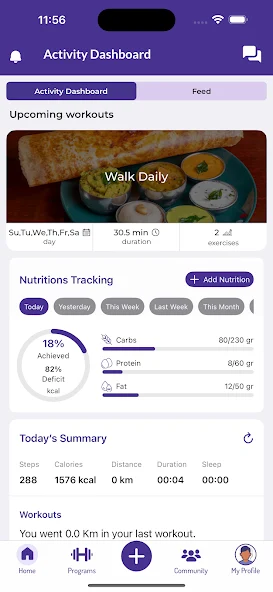 11:56
Activity Dashboard
Activity Dashboard
Feed
Upcoming workouts
Walk Daily
Su,Tu,We,Th,Fr,Sa
day
30.5 min
duration
2
exercises
Nutritions Tracking
+ Add Nutrition
Today
Yesterday
This Week
Last Week
This Month
18%
Achieved
82%
Deficit
kcal
Carbs 80/230 gr
Protein 8/60 gr
Fat 12/50 gr
Today's Summary
Steps Calories Distance Duration Sleep
288 1576 kcal 0 km 00:04 00:00
Workouts
You went 0.0 Km in your last workout.
Home
Programs
Community
My Profile